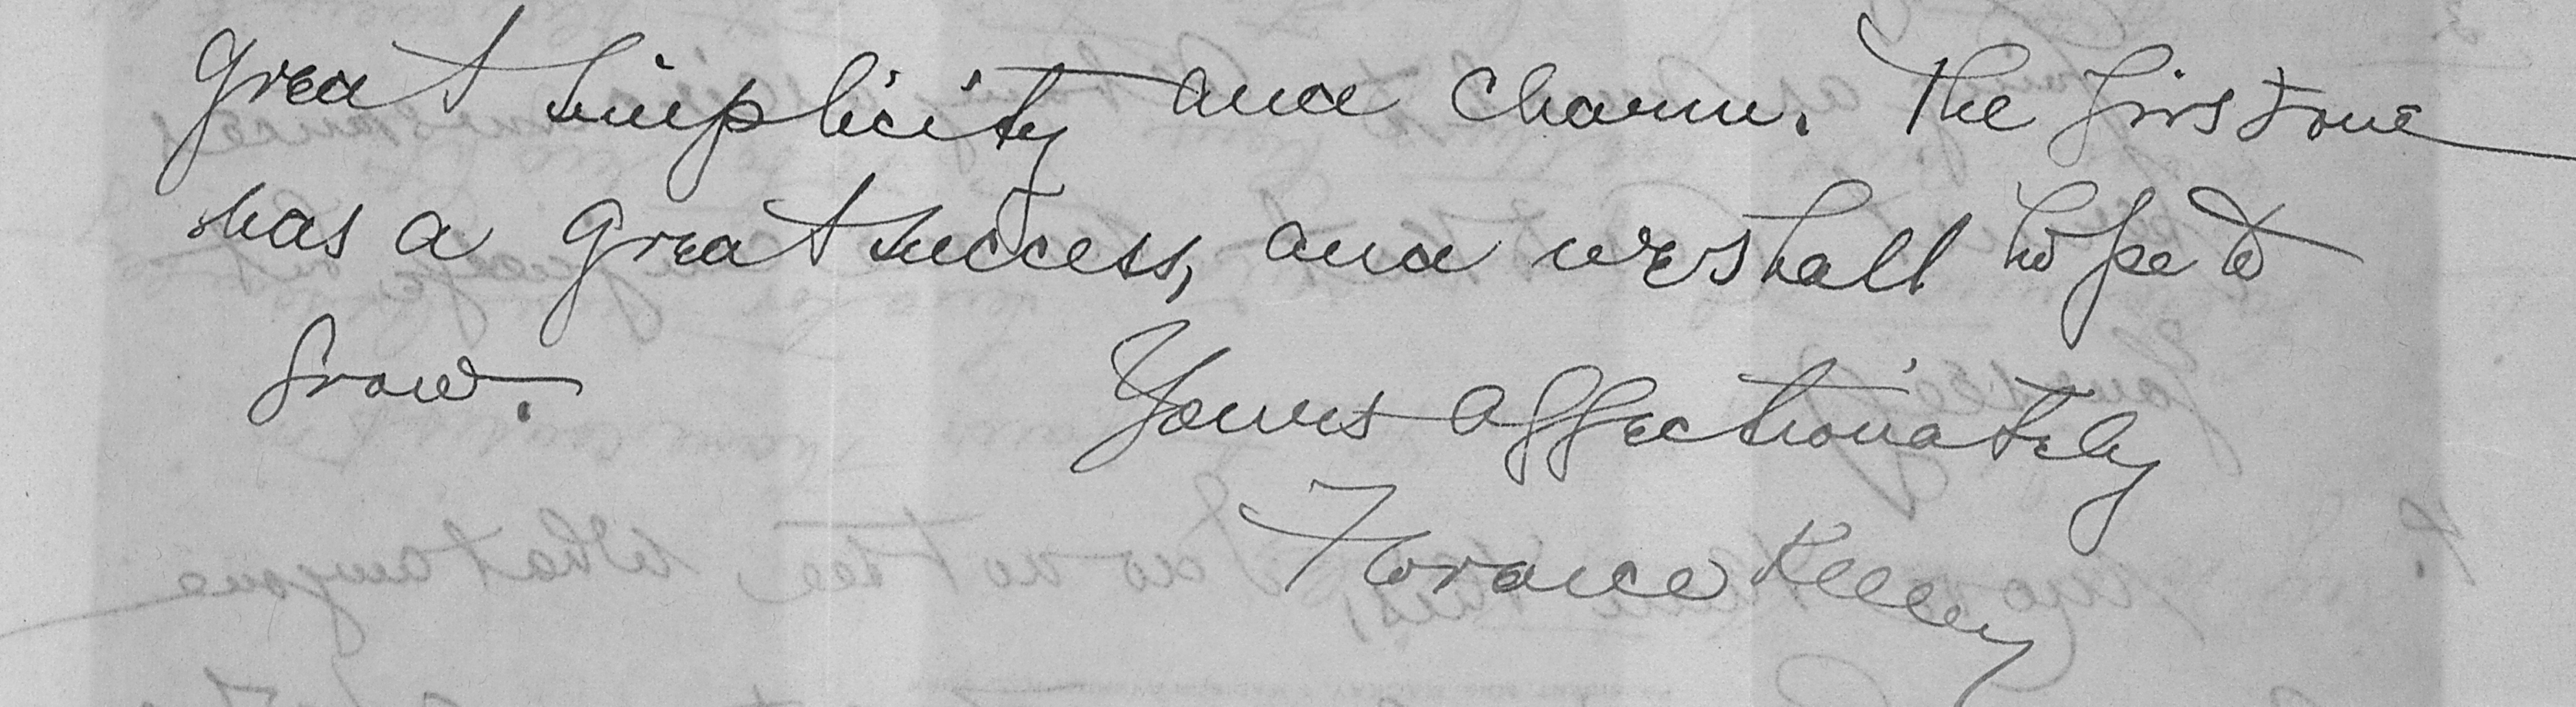 great simplicity and charm. The first one
was a great success, and we shall hope to
grow.
Yours affectionately
Florence Kelley